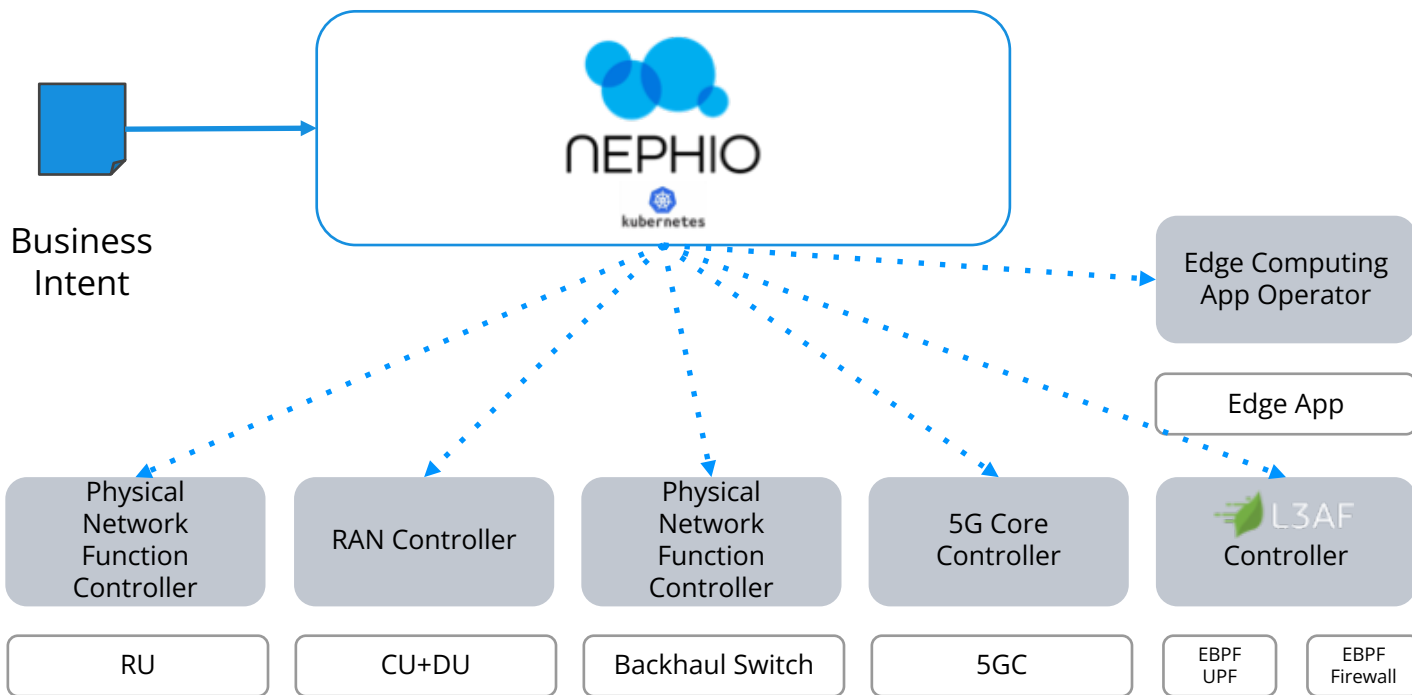 NEPHIO
kubernetes
Business
Intent
Edge Computing
App Operator
Edge App
Physical
Network
Function
Controller
RAN Controller
Physical
Network
Function
Controller
5G Core
Controller
L3AF
Controller
RU
CU+DU
Backhaul Switch
5GC
EBPF
UPF
EBPF
Firewall